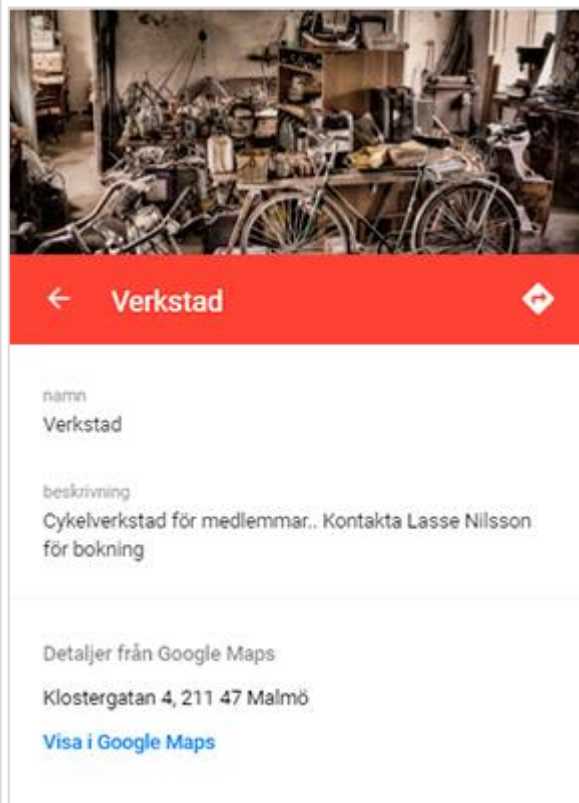 Verkstad
namn
Verkstad
beskrivning
Cykelverkstad för medlemmar.. Kontakta Lasse Nilsson
för bokning
Detaljer från Google Maps
Klostergatan 4, 211 47 Malmö
Visa i Google Maps